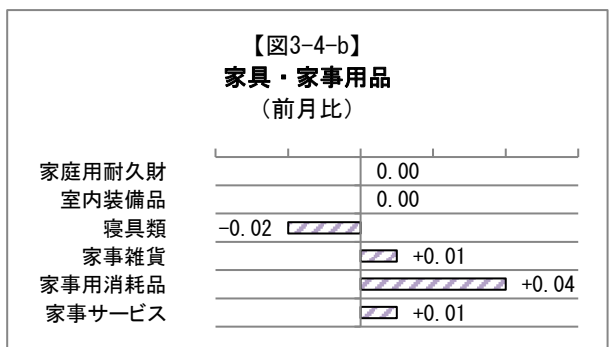 【図3-4-b】
家具・家事用品
（前月比）
家庭用耐久財 0.00
室内装備品 0.00
寝具類 -0.02
家事雑貨 +0.01
家事用消耗品 +0.04
家事サービス +0.01